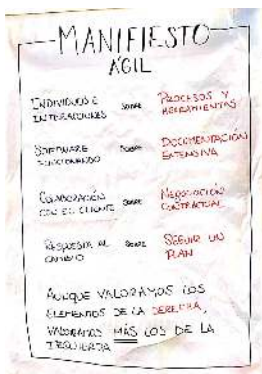 MANIFIESTO
ÁGIL
INDIVIDUOS E INTERACCIONES SOBRE PROCESOS Y HERRAMIENTAS
SOFTWARE FUNCIONANDO SOBRE DOCUMENTACIÓN EXTENSIVA
COLABORACIÓN CON EL CLIENTE SOBRE NEGOCIACIÓN CONTRACTUAL
RESPUESTA AL CAMBIO SOBRE SEGUIR UN PLAN
AUNQUE VALORAMOS LOS
ELEMENTOS DE LA DERECHA,
VALORAMOS MÁS LOS DE LA
IZQUIERDA